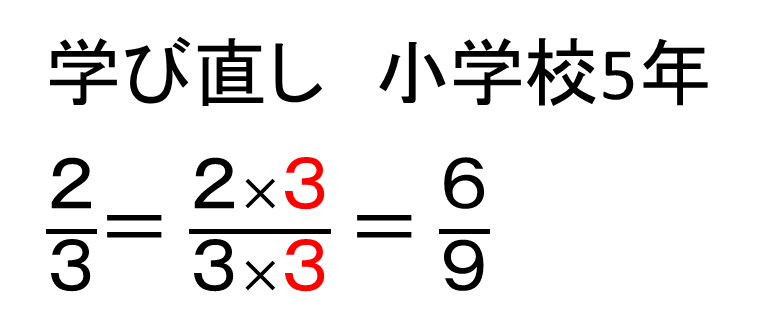 学び直し　小学校5年
2/3 = 2×3/3×3 = 6/9